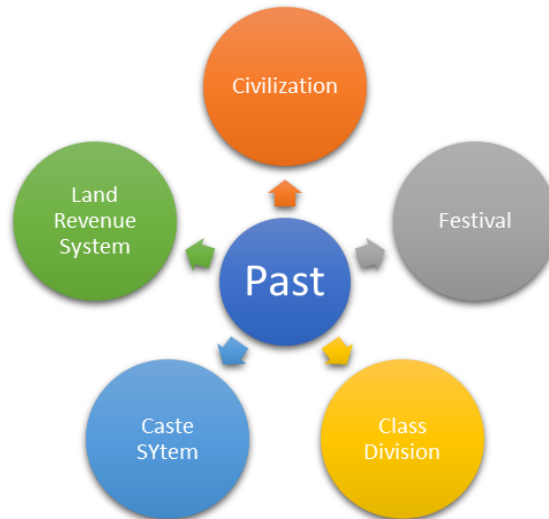 Civilization
Land
Revenue
System
Festival
Past
Caste
SYtem
Class
Division